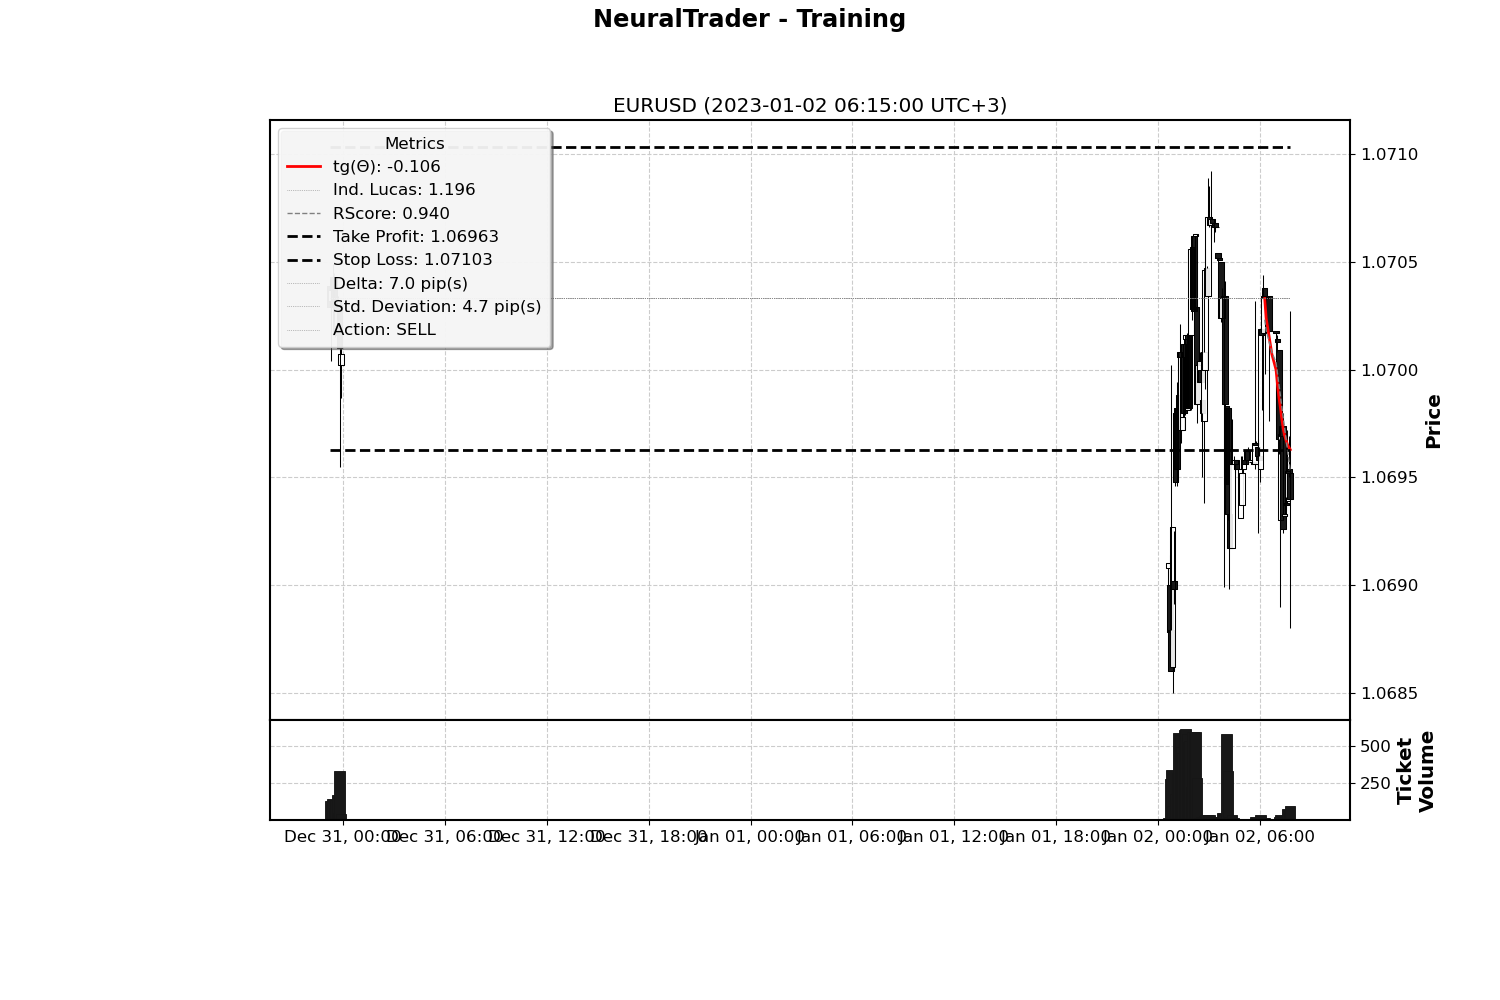 NeuralTrader - Training
EURUSD (2023-01-02 06:15:00 UTC+3)
Metrics
tg(Θ): -0.106
Ind. Lucas: 1.196
RScore: 0.940
Take Profit: 1.06963
Stop Loss: 1.07103
Delta: 7.0 pip(s)
Std. Deviation: 4.7 pip(s)
Action: SELL
1.0710
1.0705
1.0700
1.0695
1.0690
1.0685
Price
500
250
Ticket
Volume
Dec 31, 00:00 Dec 31, 06:00 Dec 31, 12:00 Dec 31, 18:00 Jan 01, 00:00 Jan 01, 06:00 Jan 01, 12:00 Jan 01, 18:00 Jan 02, 00:00 Jan 02, 06:00